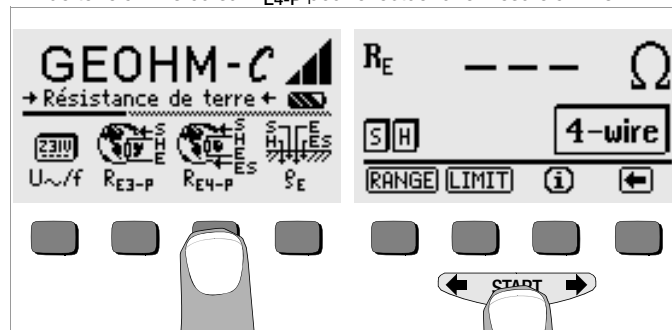 GEOHM-C
Résistance de terre
S H E
S H E ES
S H E ES
231V
U~/f
RE3-P
RE4-P
ρE
RE
--- Ω
S H
4-wire
RANGE LIMIT i
START